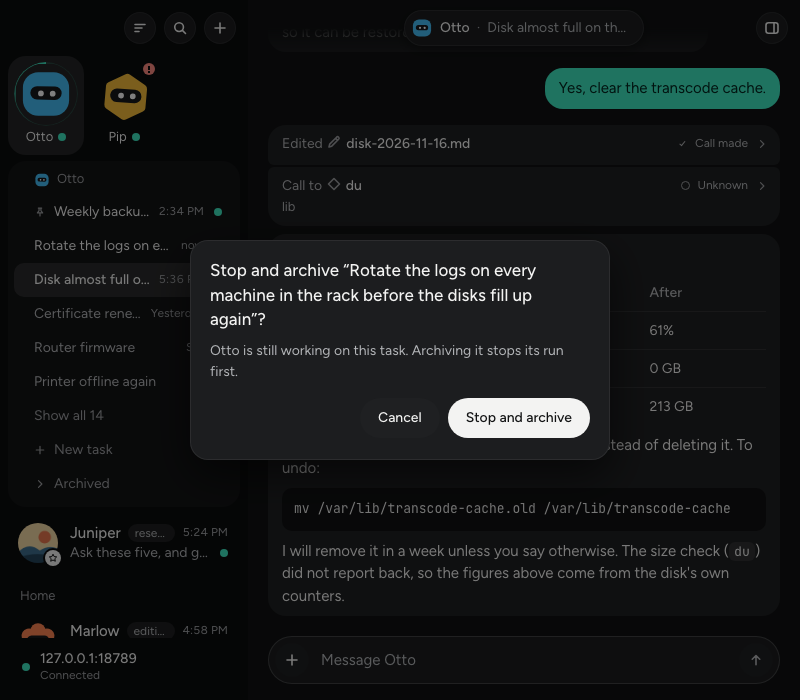 so it can be restor
Otto · Disk almost full on th...
Otto
Pip
Yes, clear the transcode cache.
Otto
Weekly backu... 2:34 PM
Rotate the logs on e...
Disk almost full o... 5:36
Certificate rene...
Router firmware
Printer offline again
Show all 14
+ New task
Archived
Edited disk-2026-11-16.md Call made
Call to du Unknown
lib
Stop and archive “Rotate the logs on every
machine in the rack before the disks fill up
again”?
Otto is still working on this task. Archiving it stops its run
first.
Cancel
Stop and archive
After
61%
0 GB
213 GB
of deleting it. To
undo:
mv /var/lib/transcode-cache.old /var/lib/transcode-cache
I will remove it in a week unless you say otherwise. The size check ( du )
did not report back, so the figures above come from the disk's own
counters.
Juniper rese... 5:24 PM
Ask these five, and g...
Home
Marlow editi... 4:58 PM
127.0.0.1:18789
Connected
Message Otto